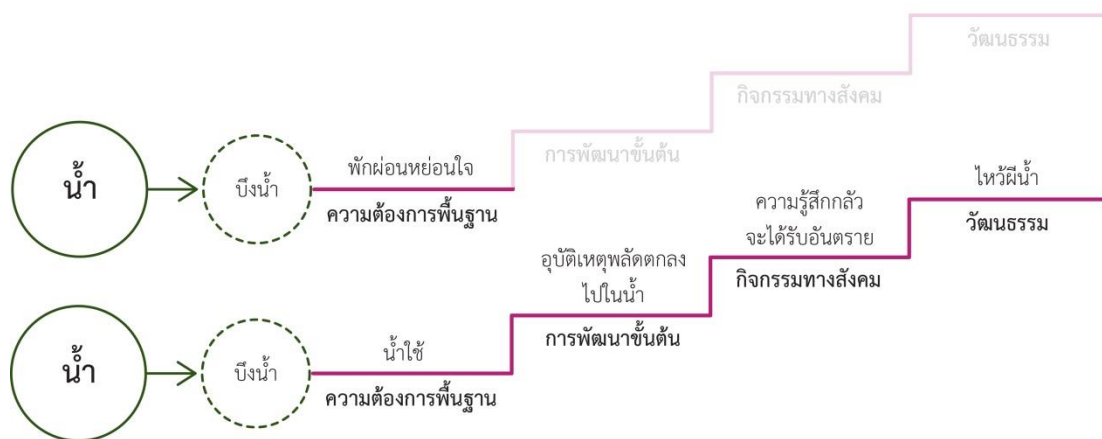 น้ำ
บึงน้ำ
พักผ่อนหย่อนใจ
ความต้องการพื้นฐาน
การพัฒนาขั้นต้น
กิจกรรมทางสังคม
วัฒนธรรม
น้ำ
บึงน้ำ
น้ำใช้
ความต้องการพื้นฐาน
อุบัติเหตุพลัดตกลง
ไปในน้ำ
การพัฒนาขั้นต้น
ความรู้สึกกลัว
จะได้รับอันตราย
กิจกรรมทางสังคม
ไหว้ผีน้ำ
วัฒนธรรม